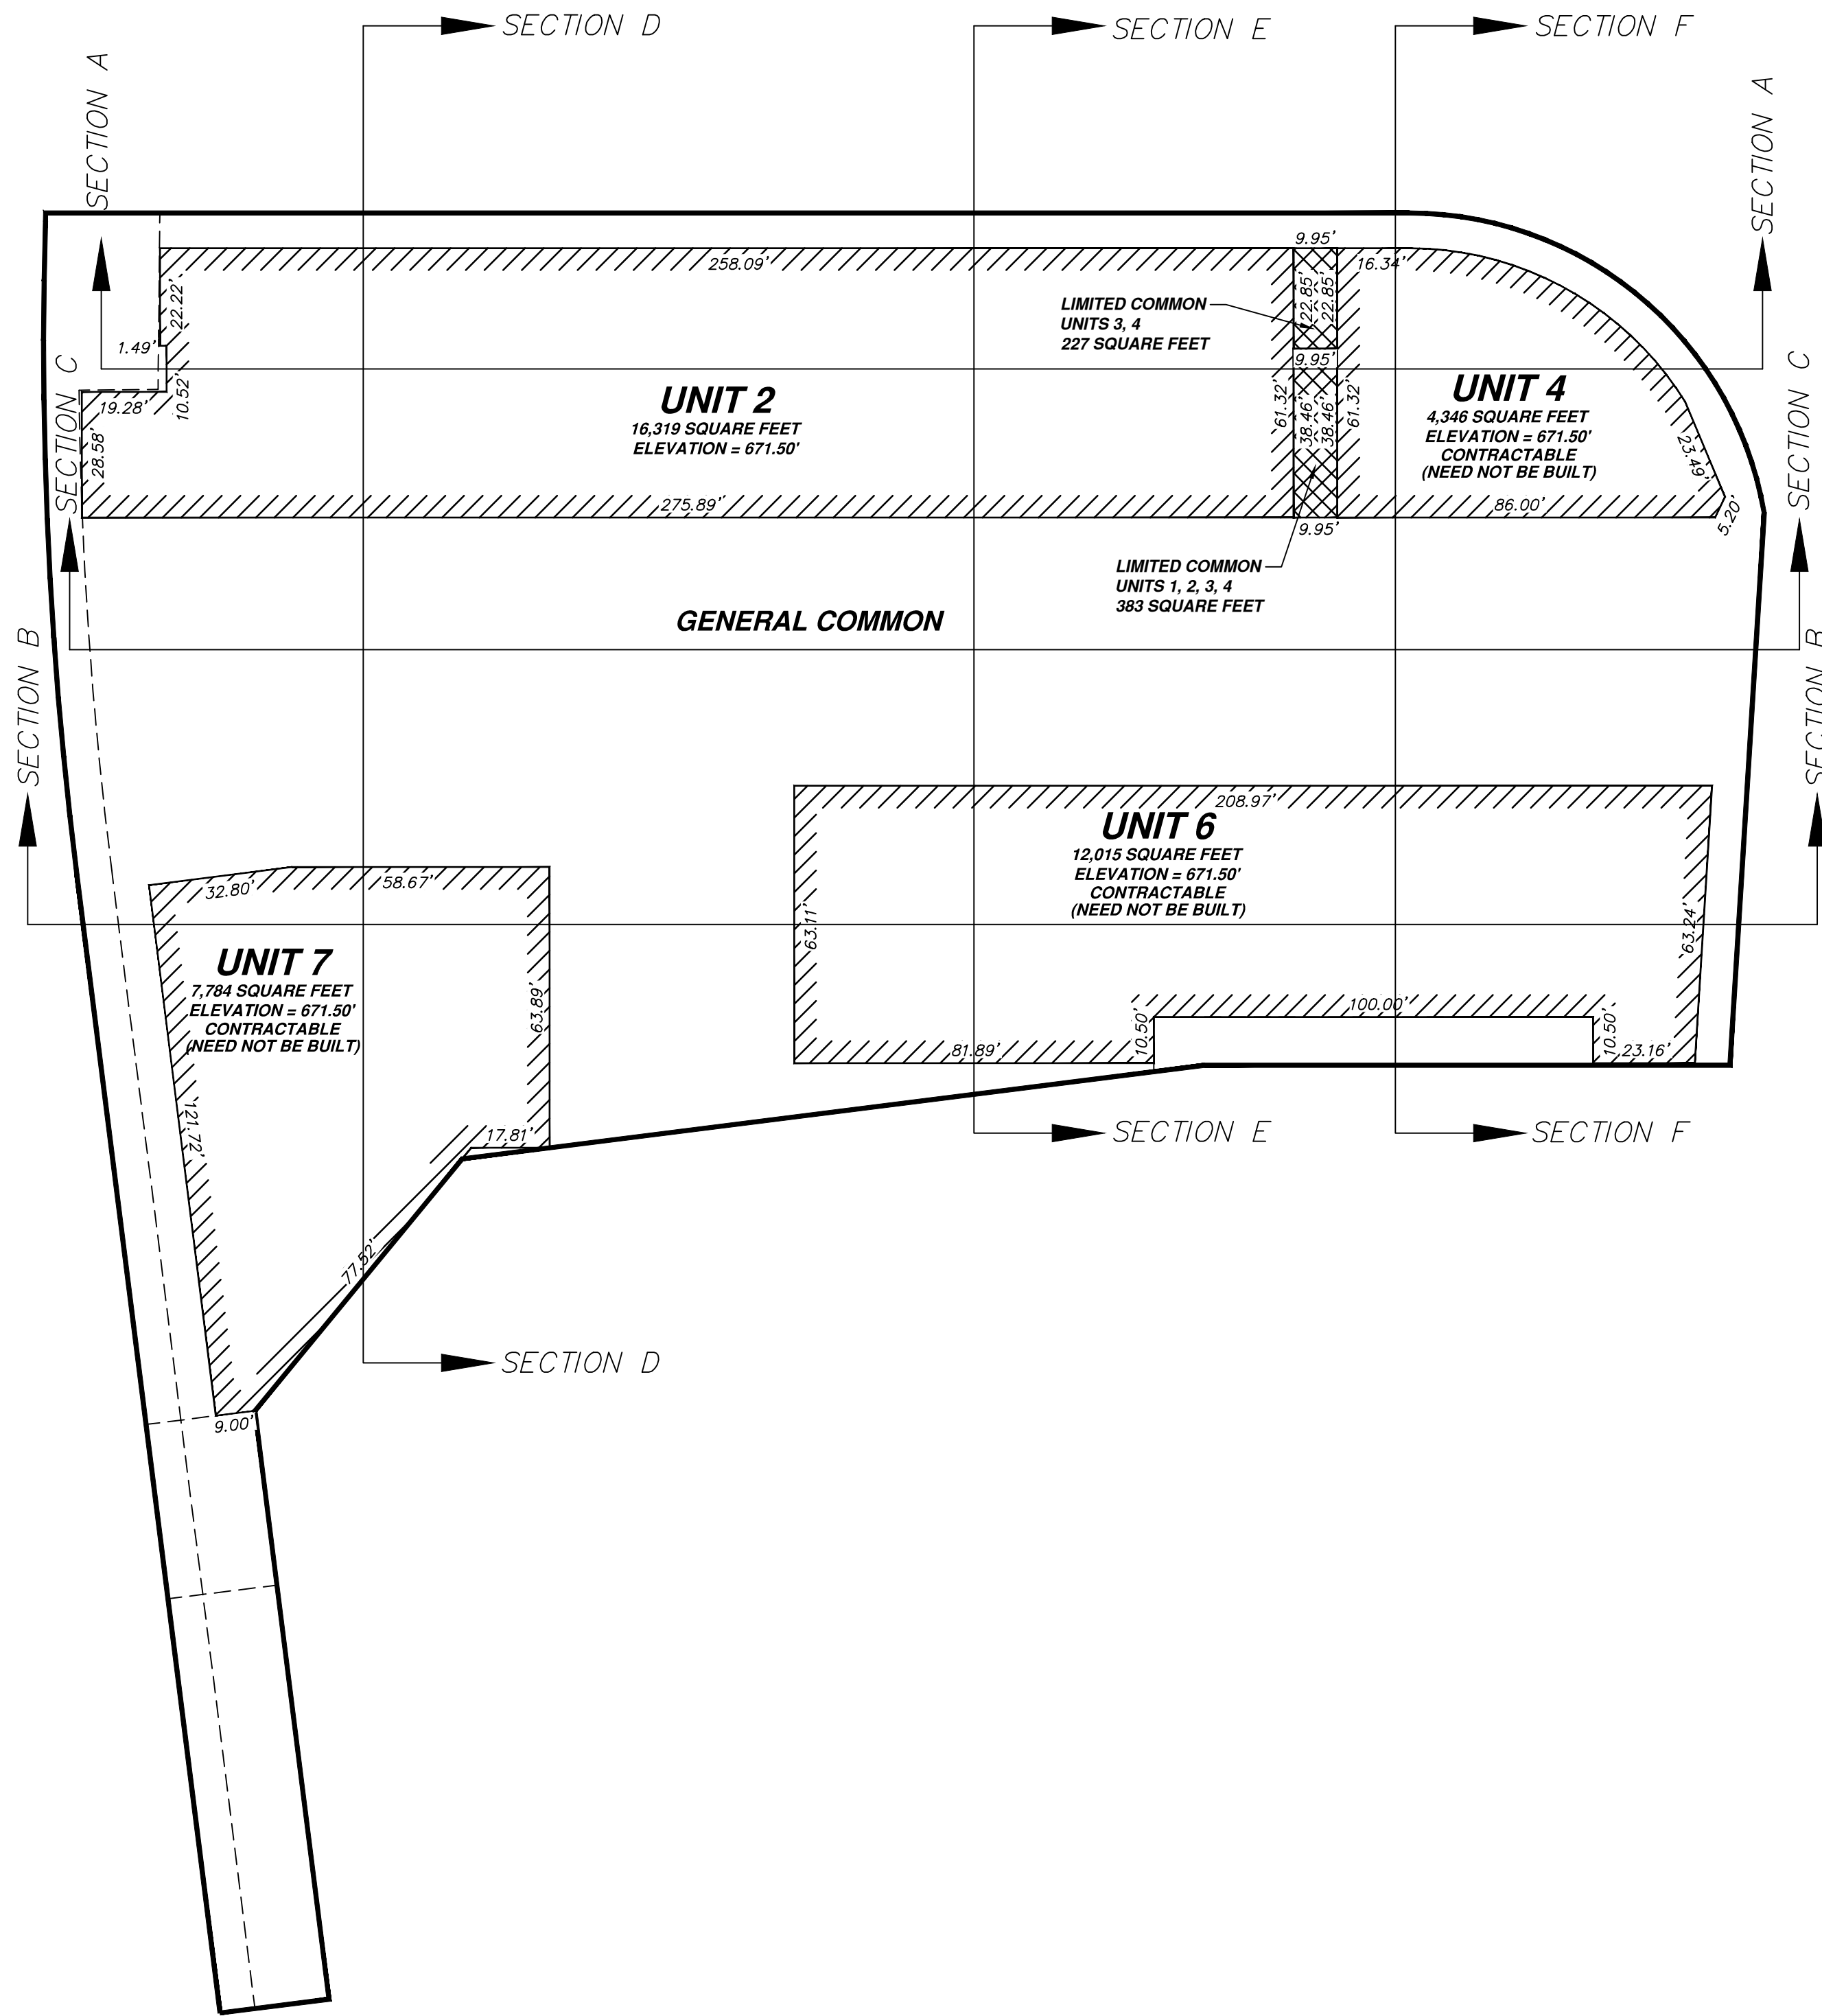 SECTION D
SECTION E
SECTION F
SECTION A
SECTION A
9.95'
258.09'
16.34'
22.22'
22.85'
22.85'
LIMITED COMMON
UNITS 3, 4
227 SQUARE FEET
1.49'
9.95'
SECTION C
SECTION C
10.52'
19.28'
UNIT 2
16,319 SQUARE FEET
ELEVATION = 671.50'
61.32'
38.46'
38.46'
61.32'
UNIT 4
4,346 SQUARE FEET
ELEVATION = 671.50'
CONTRACTABLE
(NEED NOT BE BUILT)
23.49'
28.58'
275.89'
86.00'
5.20'
9.95'
LIMITED COMMON
UNITS 1, 2, 3, 4
383 SQUARE FEET
GENERAL COMMON
SECTION B
SECTION B
208.97'
UNIT 6
12,015 SQUARE FEET
ELEVATION = 671.50'
CONTRACTABLE
(NEED NOT BE BUILT)
32.80'
58.67'
63.11'
63.24'
UNIT 7
7,784 SQUARE FEET
ELEVATION = 671.50'
CONTRACTABLE
(NEED NOT BE BUILT)
63.89'
100.00'
10.50'
10.50'
81.89'
23.16'
121.72'
17.81'
SECTION E
SECTION F
77.52'
SECTION D
9.00'